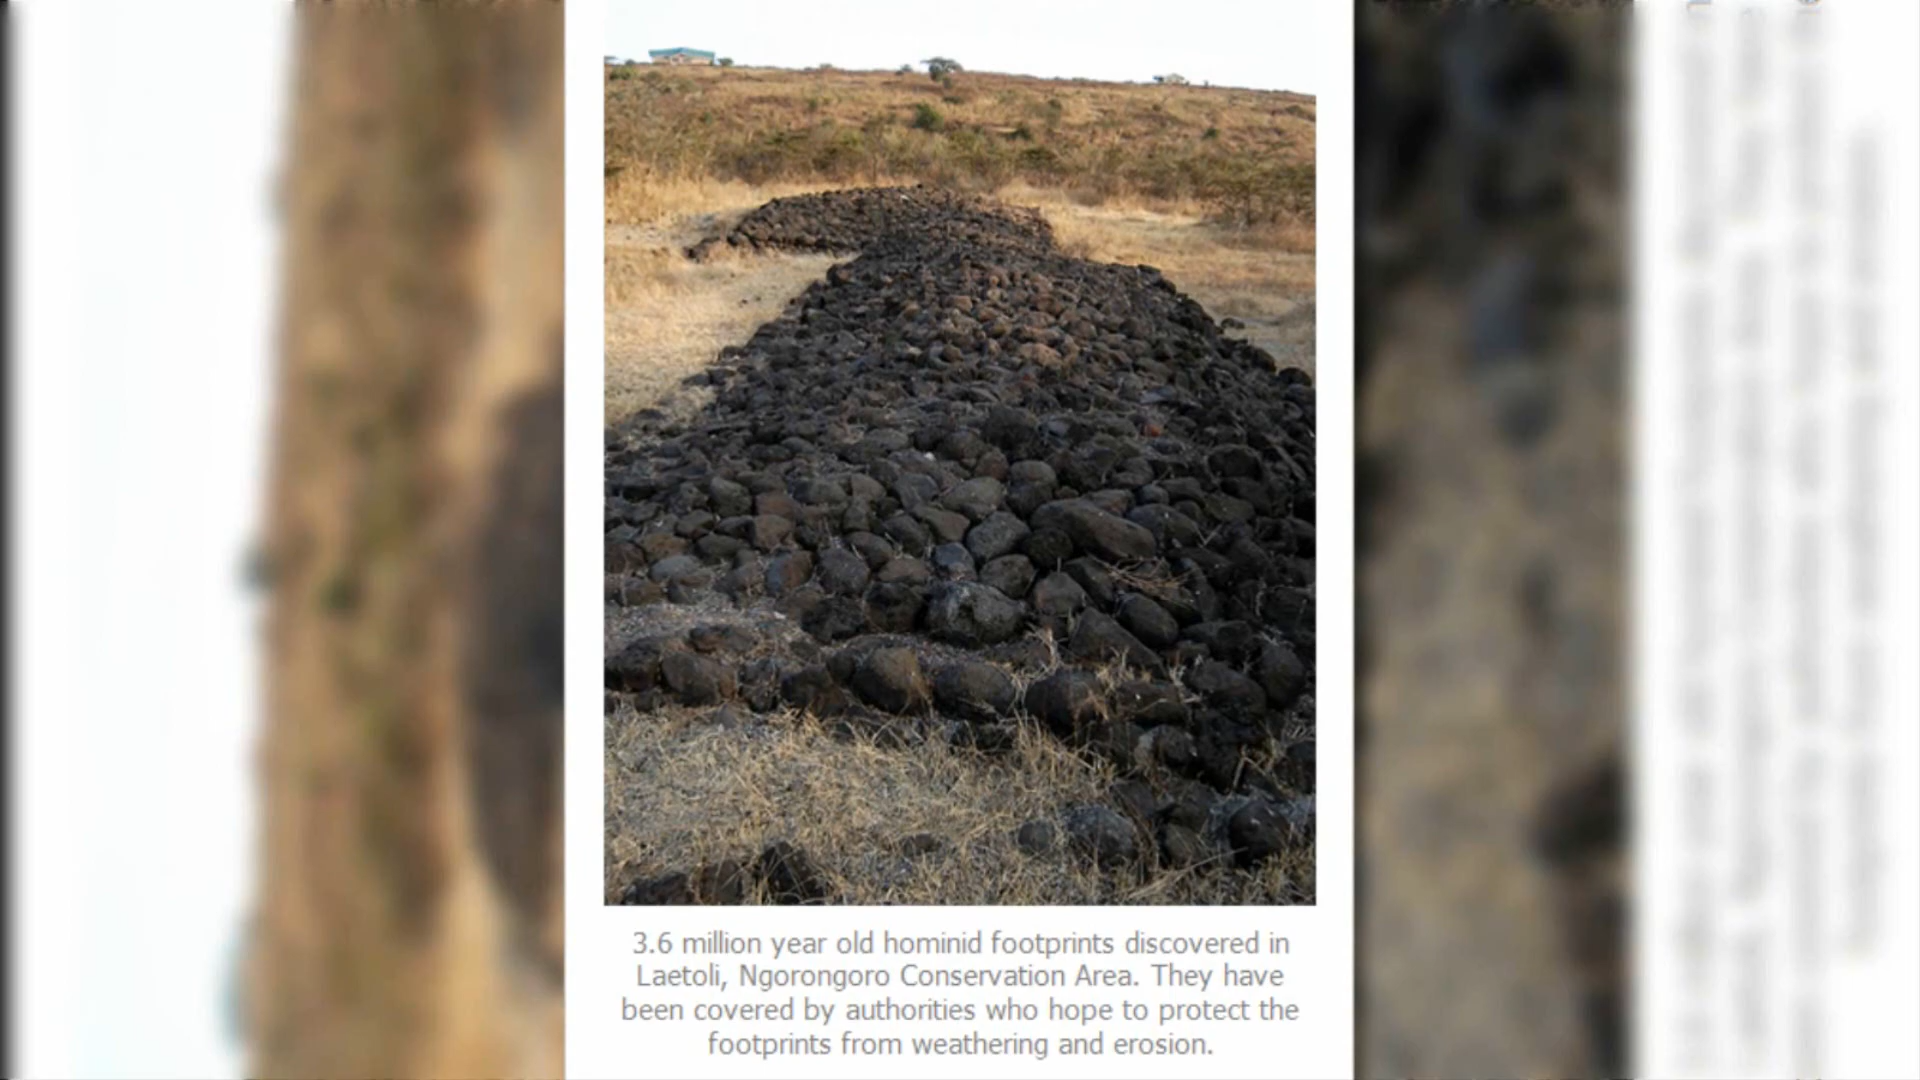 3.6 million year old hominid footprints discovered in
Laetoli, Ngorongoro Conservation Area. They have
been covered by authorities who hope to protect the
footprints from weathering and erosion.